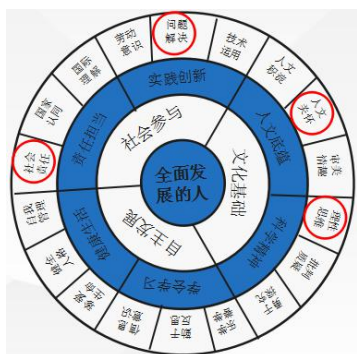 全面发
展的人
文化基础
自主发展
社会参与
人文底蕴
科学精神
学会学习
健康生活
责任担当
实践创新
人文
积淀
人文
关怀
审美
情趣
理性
思维
批判
质疑
勇于
探究
乐学
善学
勤于
反思
信息
意识
珍爱
生命
健全
人格
自我
管理
社会
责任
国家
认同
国际
理解
劳动
意识
问题
解决
技术
运用